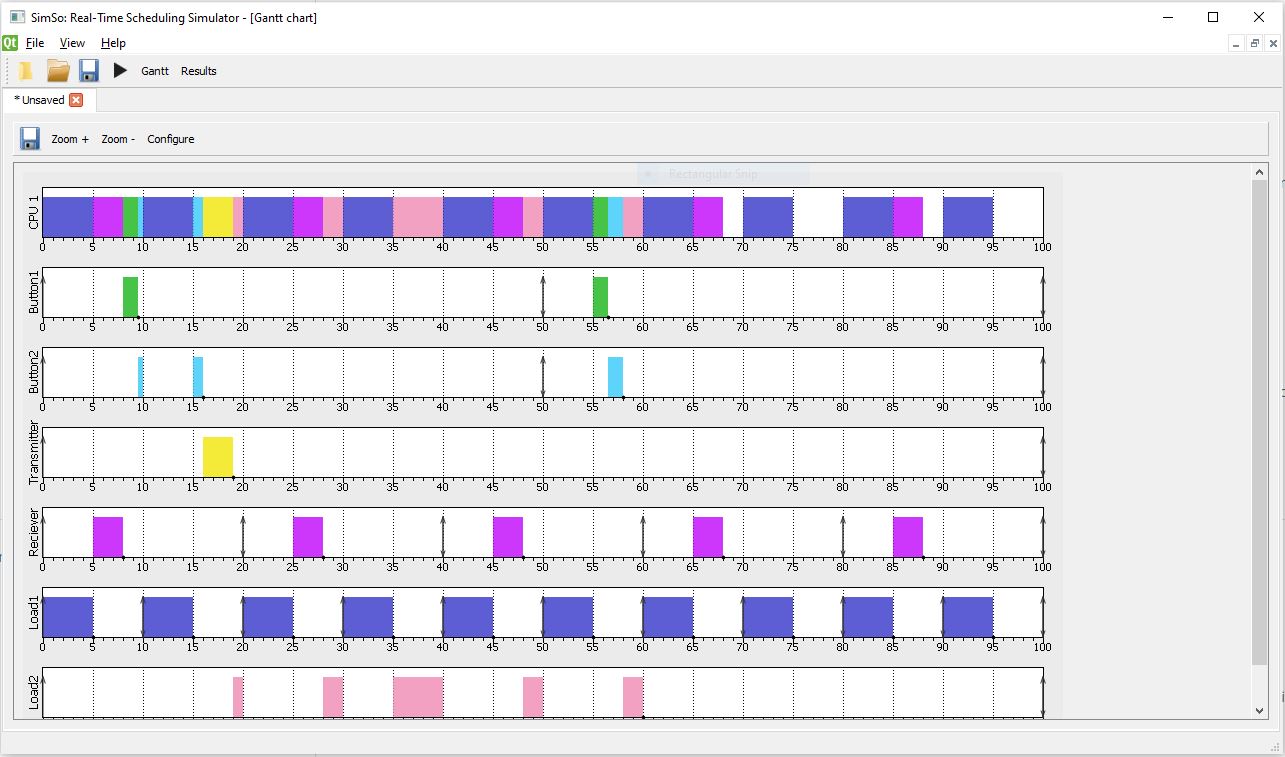 SimSo: Real-Time Scheduling Simulator - [Gantt chart]
Qt File View Help
Gantt Results
* Unsaved
Zoom + Zoom - Configure
Rectangular Snip
CPU 1
0 5 10 15 20 25 30 35 40 45 50 55 60 65 70 75 80 85 90 95 100
Button1
0 5 10 15 20 25 30 35 40 45 50 55 60 65 70 75 80 85 90 95 100
Button2
0 5 10 15 20 25 30 35 40 45 50 55 60 65 70 75 80 85 90 95 100
Transmitter
0 5 10 15 20 25 30 35 40 45 50 55 60 65 70 75 80 85 90 95 100
Reciever
0 5 10 15 20 25 30 35 40 45 50 55 60 65 70 75 80 85 90 95 100
Load1
0 5 10 15 20 25 30 35 40 45 50 55 60 65 70 75 80 85 90 95 100
Load2